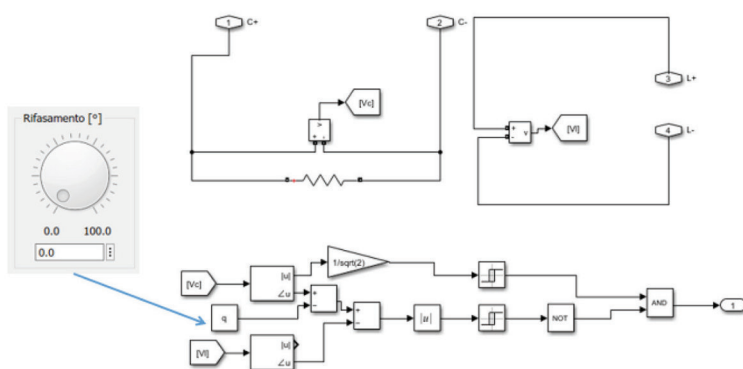 1 C+
2 C-
[Vc]
+ -
v
3 L+
+
-
v
[Vl]
4 L-
Rifasamento [°]
0.0 100.0
0.0
[Vc]
|u|
∠u
1/sqrt(2)
q
+
−
+
−
|u|
NOT
AND
1
[Vl]
|u|
∠u